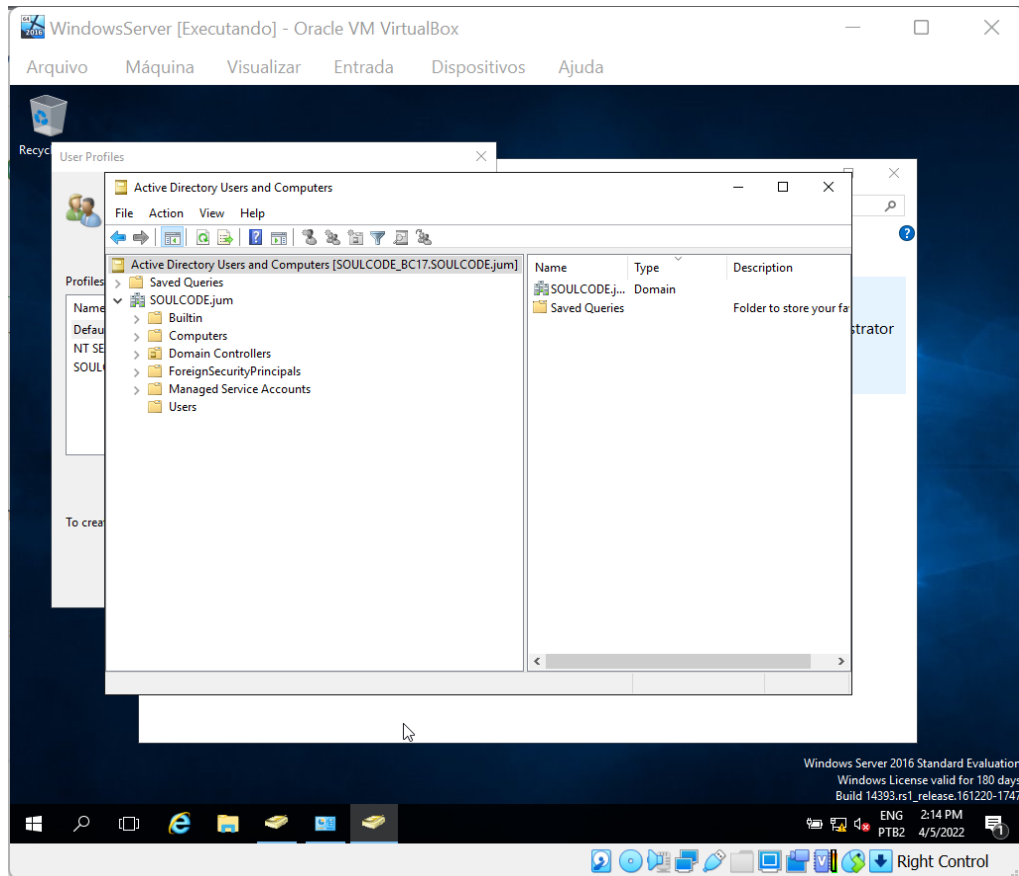 WindowsServer [Executando] - Oracle VM VirtualBox
Arquivo Máquina Visualizar Entrada Dispositivos Ajuda
2016
Recyc
User Profiles
Active Directory Users and Computers
File Action View Help
Active Directory Users and Computers [SOULCODE_BC17.SOULCODE.jum]
Saved Queries
SOULCODE.jum
Builtin
Computers
Domain Controllers
ForeignSecurityPrincipals
Managed Service Accounts
Users
Name Type Description
SOULCODE.j... Domain
Saved Queries Folder to store your fa
Profiles
Name
Defau
NT SE
SOUL
To crea
strator
Windows Server 2016 Standard Evaluation
Windows License valid for 180 days
Build 14393.rs1_release.161220-1747
ENG 2:14 PM
PTB2 4/5/2022
1
Right Control